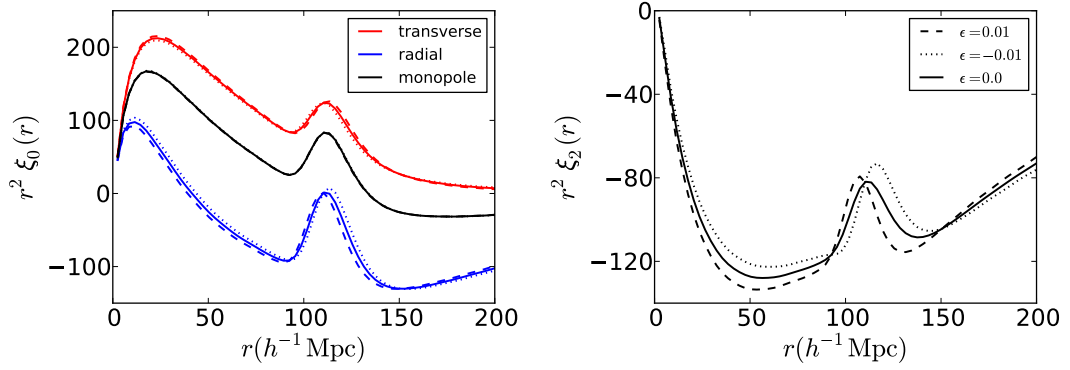 r² ξ₀(r)
200
100
0
−100
transverse
radial
monopole
0 50 100 150 200
r(h⁻¹ Mpc)
r² ξ₂(r)
0
−40
−80
−120
ϵ=0.01
ϵ=−0.01
ϵ=0.0
0 50 100 150 200
r(h⁻¹ Mpc)